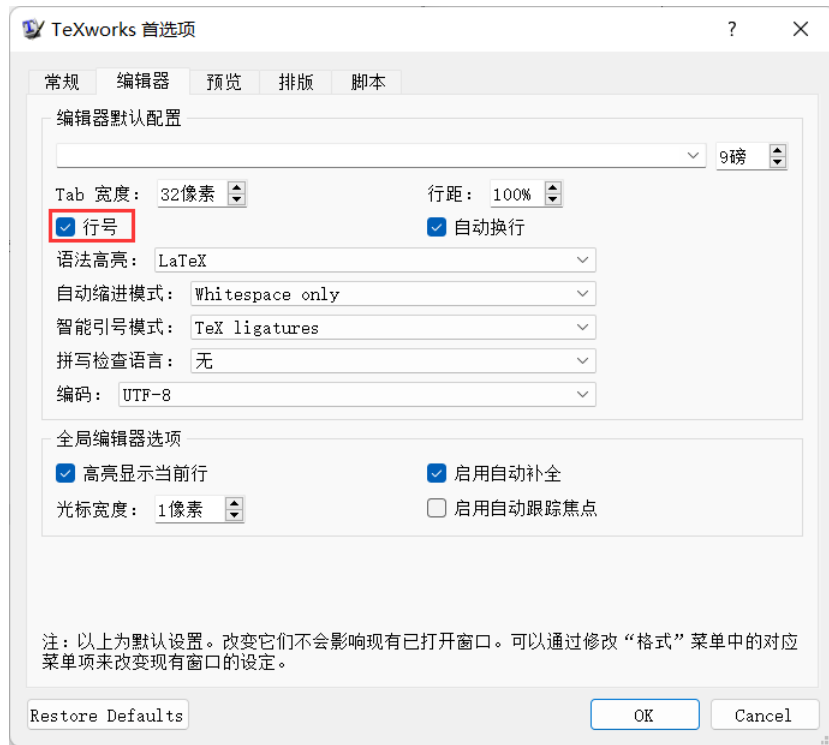 TeXworks 首选项
常规 编辑器 预览 排版 脚本
编辑器默认配置
9磅
Tab 宽度： 32像素 行距： 100%
行号 自动换行
语法高亮： LaTeX
自动缩进模式： Whitespace only
智能引号模式： TeX ligatures
拼写检查语言： 无
编码： UTF-8
全局编辑器选项
高亮显示当前行 启用自动补全
光标宽度： 1像素 启用自动跟踪焦点
注：以上为默认设置。改变它们不会影响现有已打开窗口。可以通过修改“格式”菜单中的对应
菜单项来改变现有窗口的设定。
Restore Defaults OK Cancel